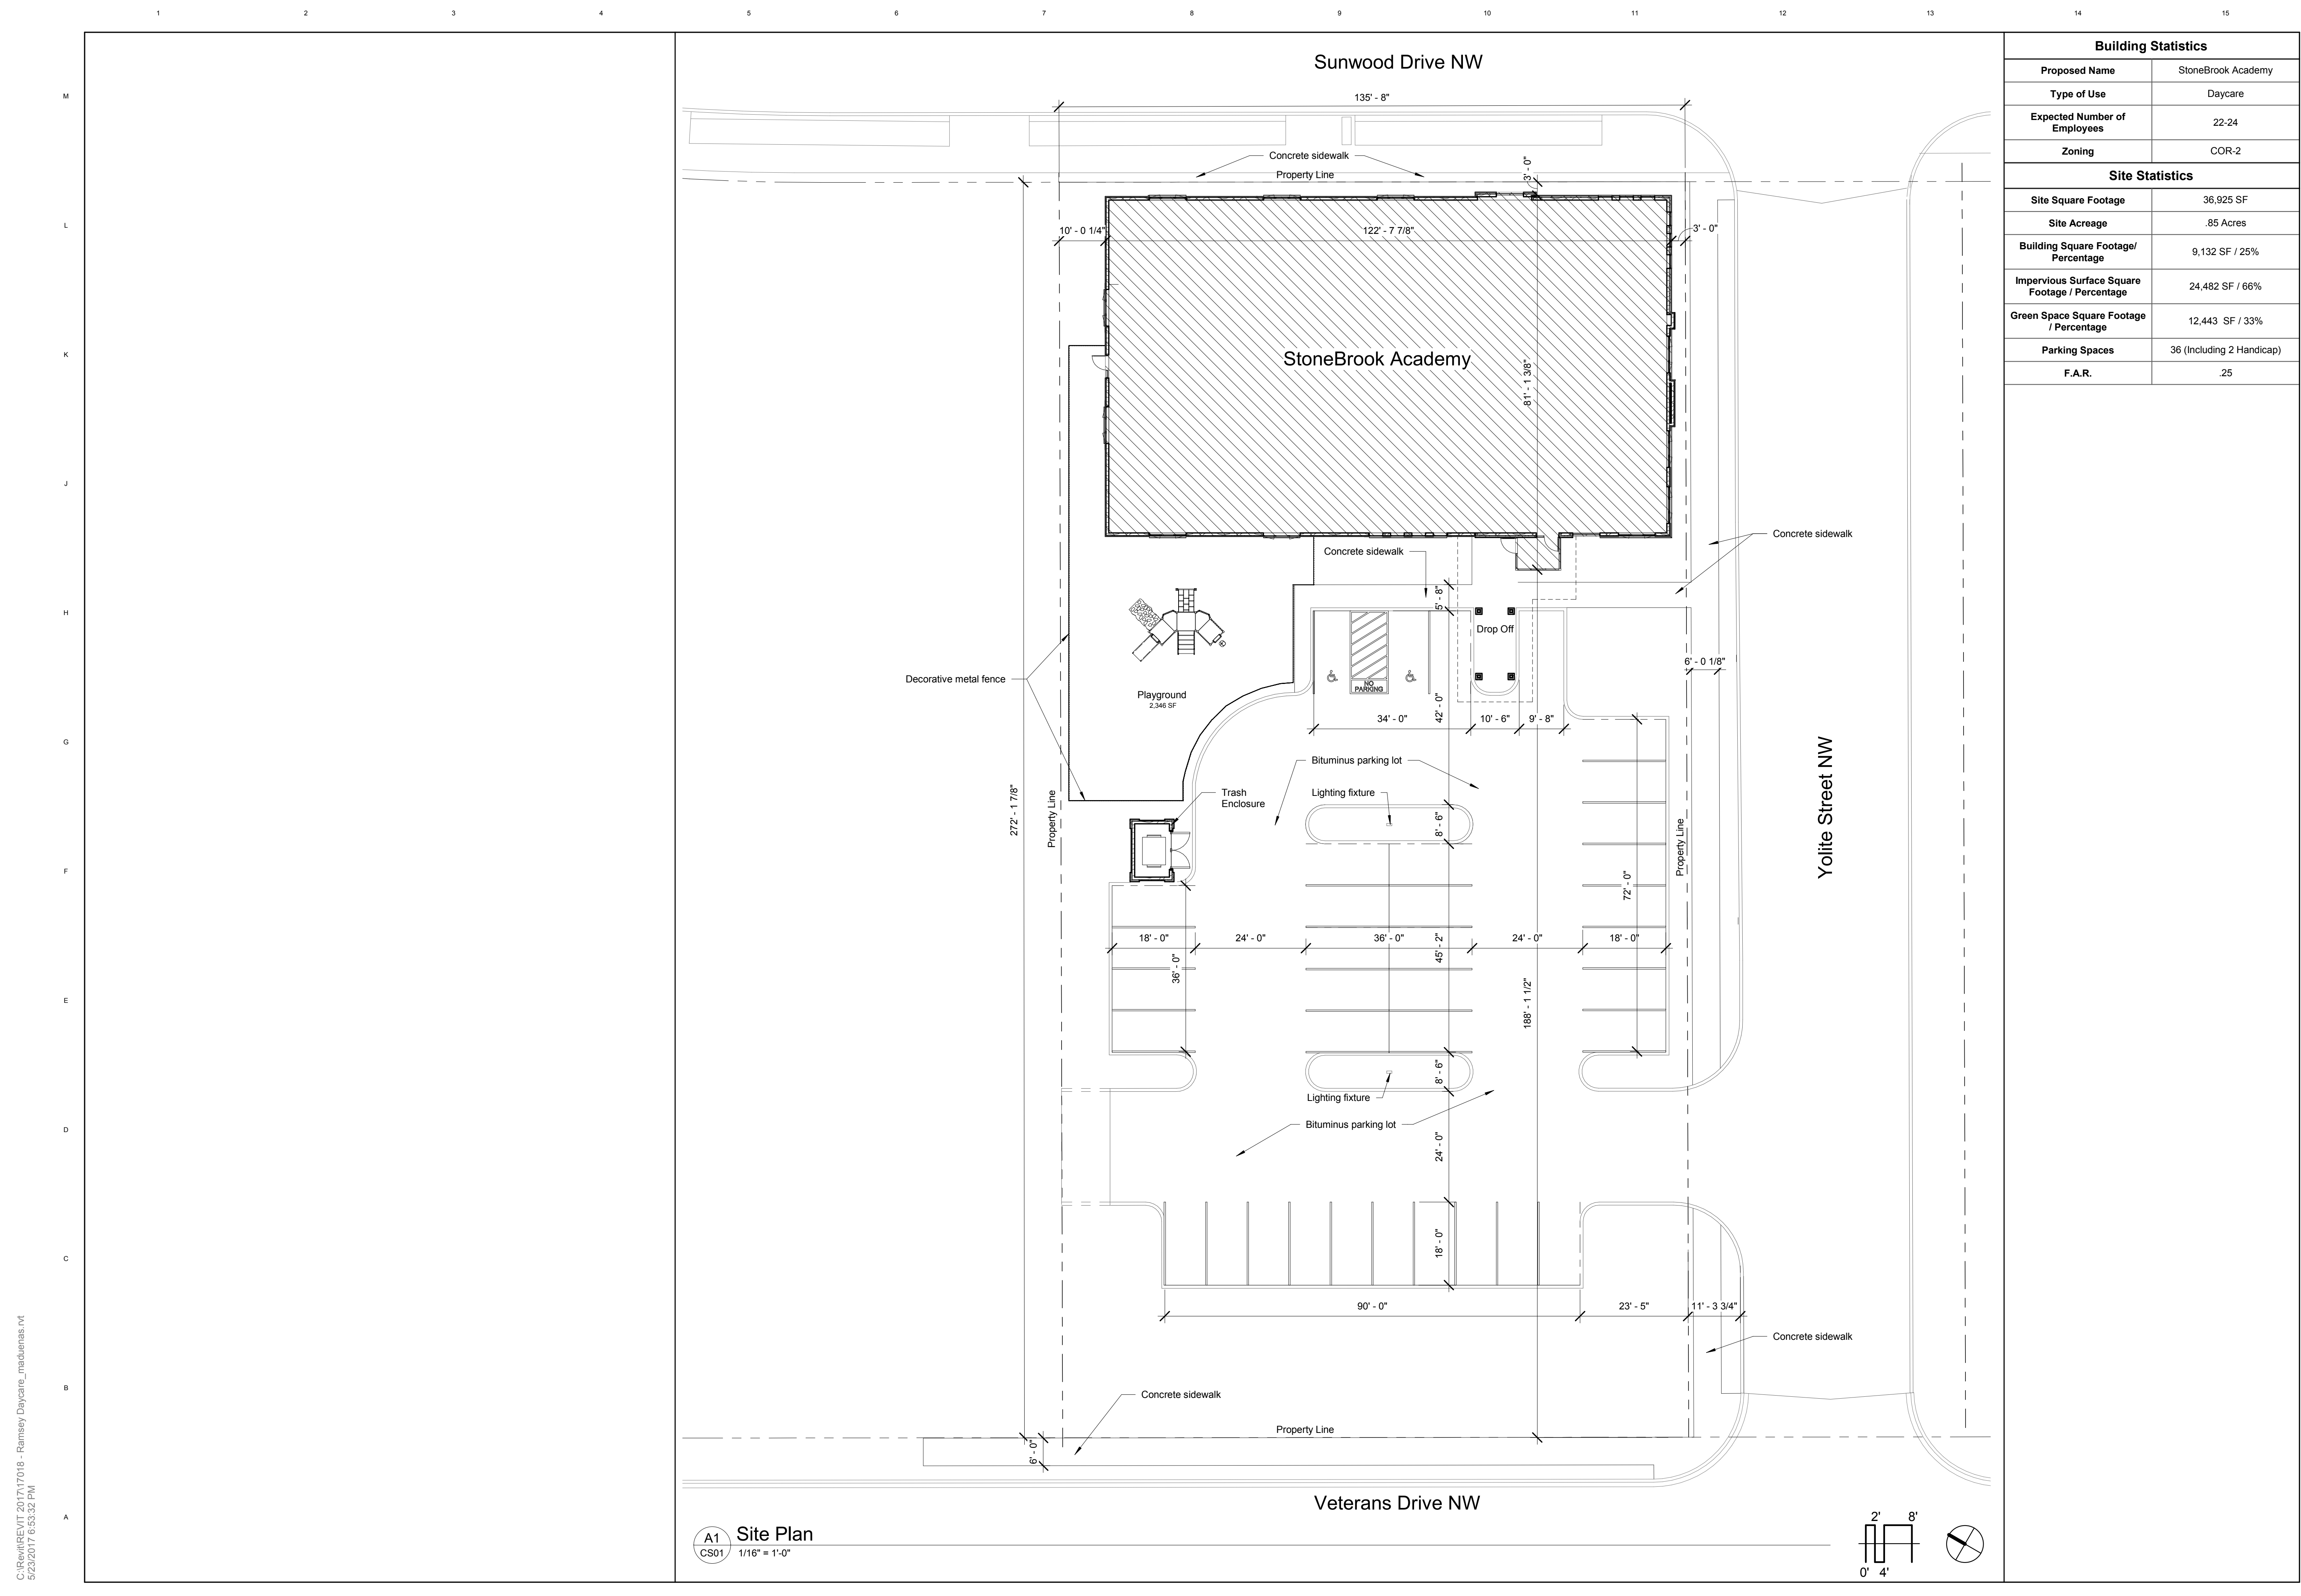 1 2 3 4 5 6 7 8 9 10 11 12 13 14 15
M
L
K
J
H
G
F
E
D
C
B
A
Sunwood Drive NW
135' - 8"
Concrete sidewalk
Property Line
3' - 0"
10' - 0 1/4"
122' - 7 7/8"
3' - 0"
StoneBrook Academy
81' - 1 3/8"
Concrete sidewalk
Concrete sidewalk
5' - 8"
Drop Off
6' - 0 1/8"
Decorative metal fence
NO
PARKING
Playground
2,346 SF
42' - 0"
34' - 0"
10' - 6"
9' - 8"
Bituminus parking lot
Yolite Street NW
Trash
Enclosure
Lighting fixture
272' - 1 7/8"
Property Line
8' - 6"
Property Line
72' - 0"
18' - 0"
24' - 0"
36' - 0"
24' - 0"
18' - 0"
45' - 2"
36' - 0"
188' - 1 1/2"
8' - 6"
Lighting fixture
Bituminus parking lot
24' - 0"
18' - 0"
90' - 0"
23' - 5"
11' - 3 3/4"
Concrete sidewalk
Concrete sidewalk
Property Line
6' - 0"
Veterans Drive NW
A1
CS01
Site Plan
1/16" = 1'-0"
2' 8'
0' 4'
Building Statistics
Proposed Name StoneBrook Academy
Type of Use Daycare
Expected Number of
Employees 22-24
Zoning COR-2
Site Statistics
Site Square Footage 36,925 SF
Site Acreage .85 Acres
Building Square Footage/
Percentage 9,132 SF / 25%
Impervious Surface Square
Footage / Percentage 24,482 SF / 66%
Green Space Square Footage
/ Percentage 12,443 SF / 33%
Parking Spaces 36 (Including 2 Handicap)
F.A.R. .25
C:\Revit\REVIT 2017\17018 - Ramsey Daycare_maduenas.rvt
5/23/2017 6:53:32 PM